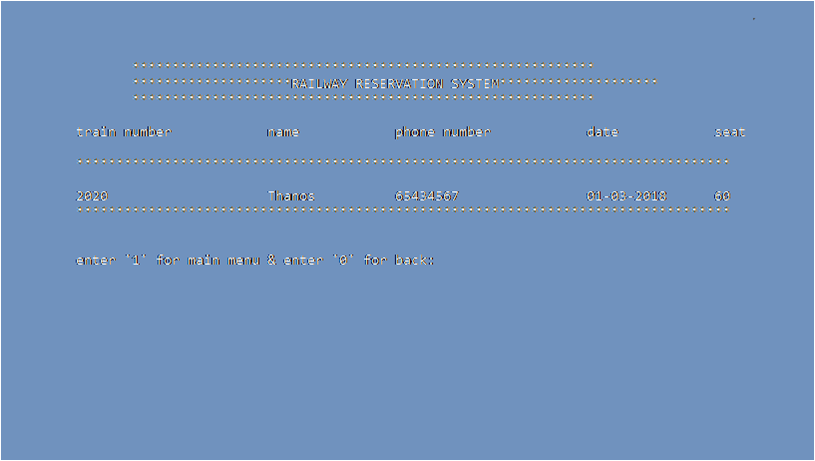 RAILWAY RESERVATION SYSTEM
train number name phone number date seat
2020 Thanos 65434567 01-03-2018 60
enter '1' for main menu & enter '0' for back: